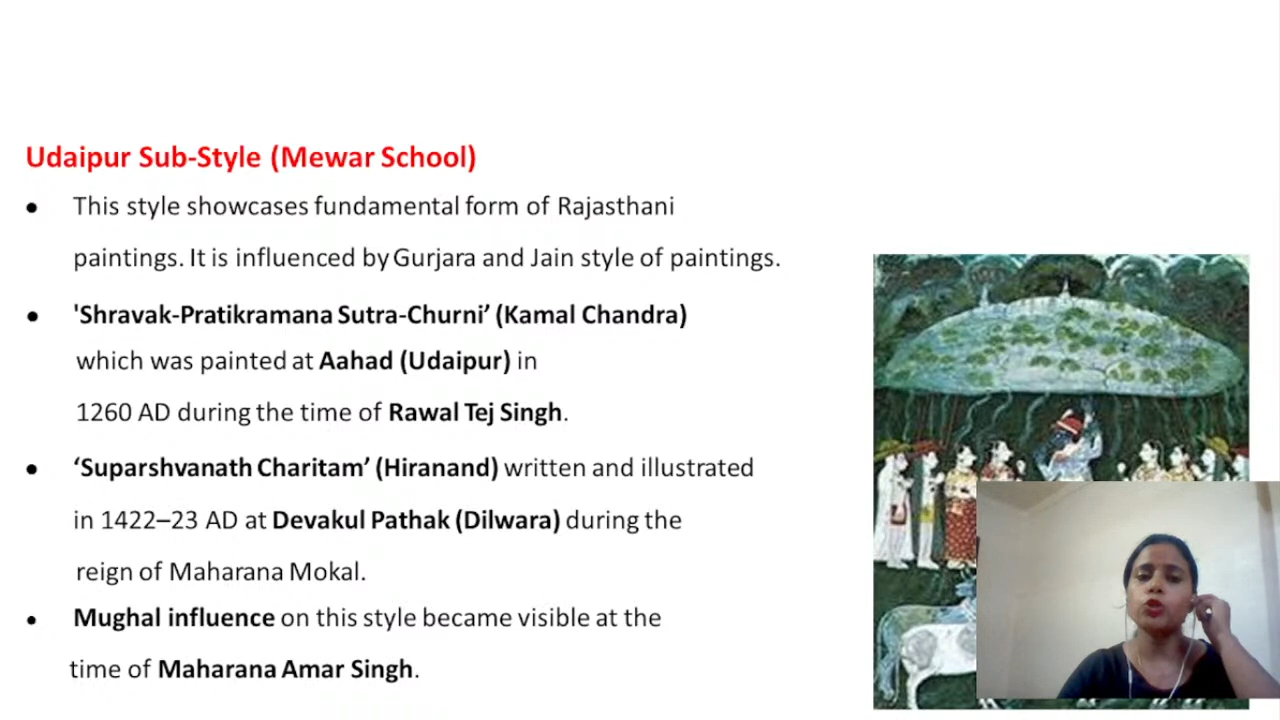 Udaipur Sub-Style (Mewar School)
• This style showcases fundamental form of Rajasthani
paintings. It is influenced by Gurjara and Jain style of paintings.
• 'Shravak-Pratikramana Sutra-Churni’ (Kamal Chandra)
which was painted at Aahad (Udaipur) in
1260 AD during the time of Rawal Tej Singh.
• ‘Suparshvanath Charitam’ (Hiranand) written and illustrated
in 1422–23 AD at Devakul Pathak (Dilwara) during the
reign of Maharana Mokal.
• Mughal influence on this style became visible at the
time of Maharana Amar Singh.